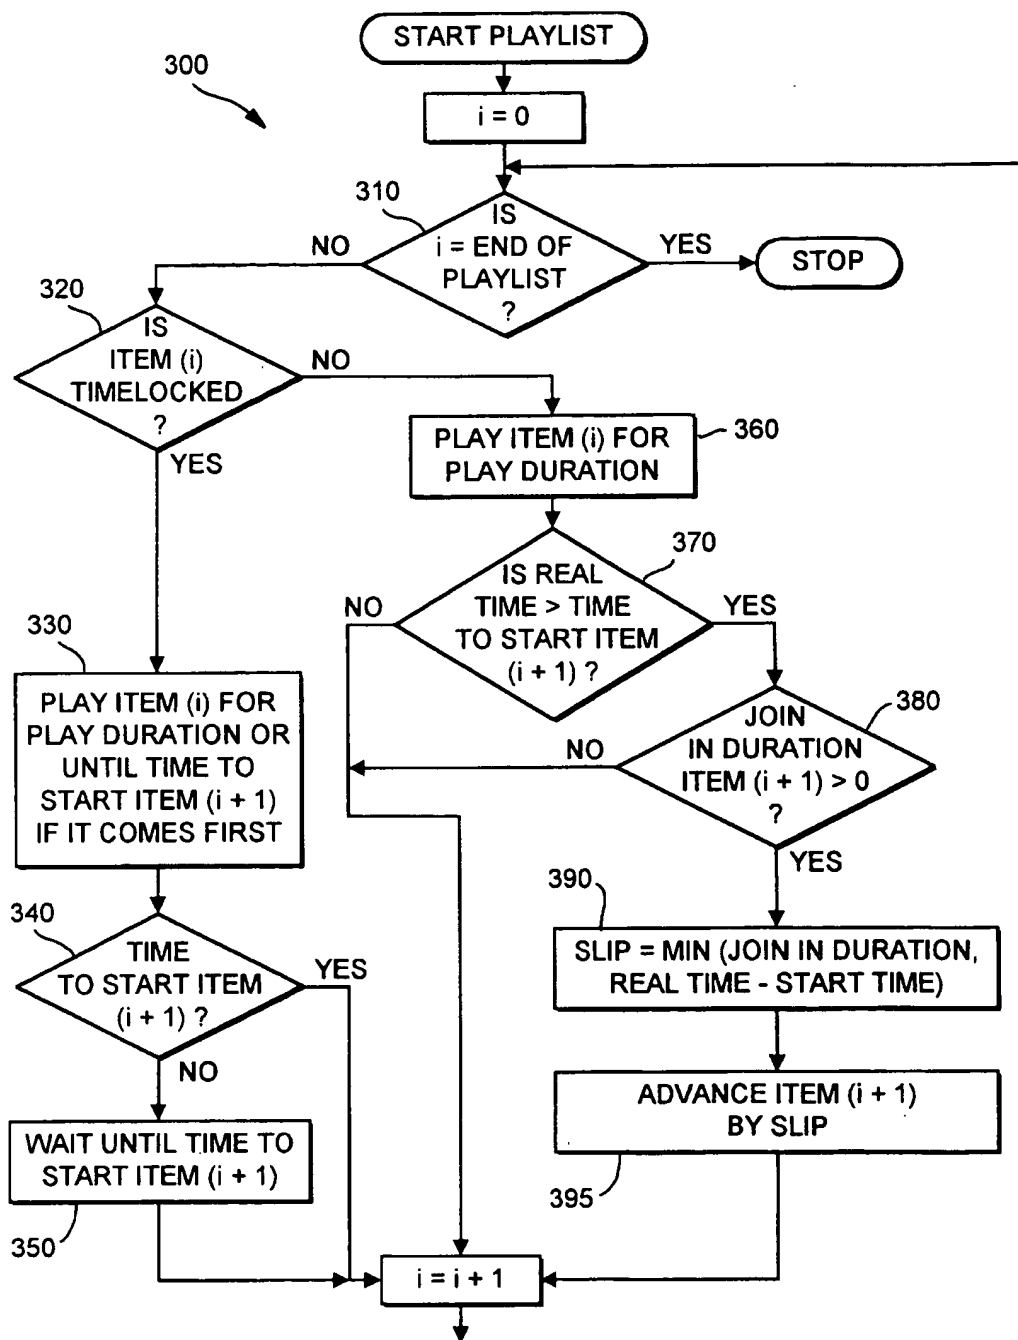 START PLAYLIST
300
i = 0
310
IS
i = END OF
PLAYLIST
?
NO
YES
STOP
320
IS
ITEM (i)
TIMELOCKED
?
NO
YES
PLAY ITEM (i) FOR
PLAY DURATION
360
370
IS REAL
TIME > TIME
TO START ITEM
(i + 1) ?
NO
YES
330
PLAY ITEM (i) FOR
PLAY DURATION OR
UNTIL TIME TO
START ITEM (i + 1)
IF IT COMES FIRST
380
JOIN
IN DURATION
ITEM (i + 1) > 0
?
NO
YES
340
TIME
TO START ITEM
(i + 1) ?
YES
NO
390
SLIP = MIN (JOIN IN DURATION,
REAL TIME - START TIME)
WAIT UNTIL TIME TO
START ITEM (i + 1)
350
ADVANCE ITEM (i + 1)
BY SLIP
395
i = i + 1